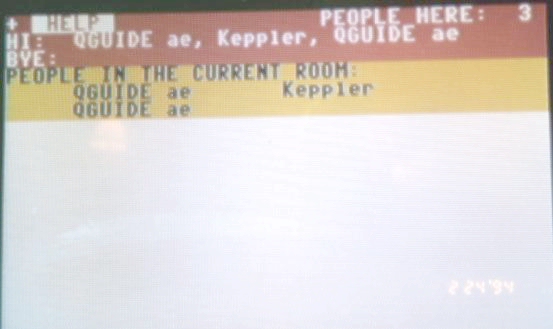 + HELP PEOPLE HERE: 3
HI: QGUIDE ae, Keppler, QGUIDE ae
BYE:
PEOPLE IN THE CURRENT ROOM:
QGUIDE ae Keppler
QGUIDE ae
2 24'94